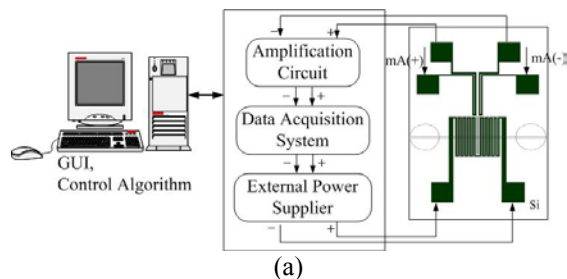 Amplification
Circuit
− +
− +
Data Acquisition
System
− +
External Power
Supplier
− +
GUI,
Control Algorithm
mA(+)
mA(-)
Si
(a)